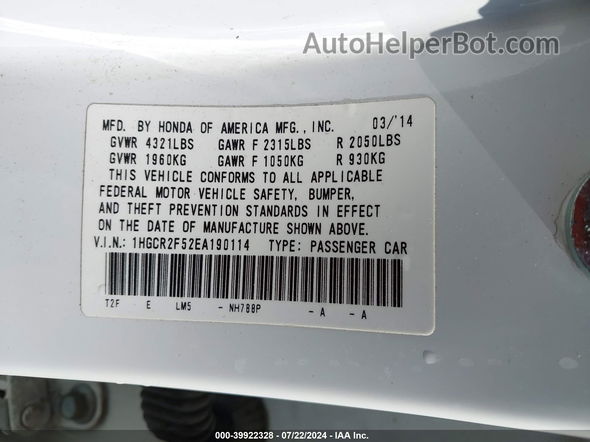 AutoHelperBot.com
MFD. BY HONDA OF AMERICA MFG., INC. 03/'14
GVWR 4321LBS GAWR F 2315LBS R 2050LBS
GVWR 1960KG GAWR F 1050KG R 930KG
THIS VEHICLE CONFORMS TO ALL APPLICABLE
FEDERAL MOTOR VEHICLE SAFETY, BUMPER,
AND THEFT PREVENTION STANDARDS IN EFFECT
ON THE DATE OF MANUFACTURE SHOWN ABOVE.
V.I.N.: 1HGCR2F52EA190114 TYPE: PASSENGER CAR
T2F E LM5 - NH788P - A - A
000-39922328 - 07/22/2024 - IAA Inc.